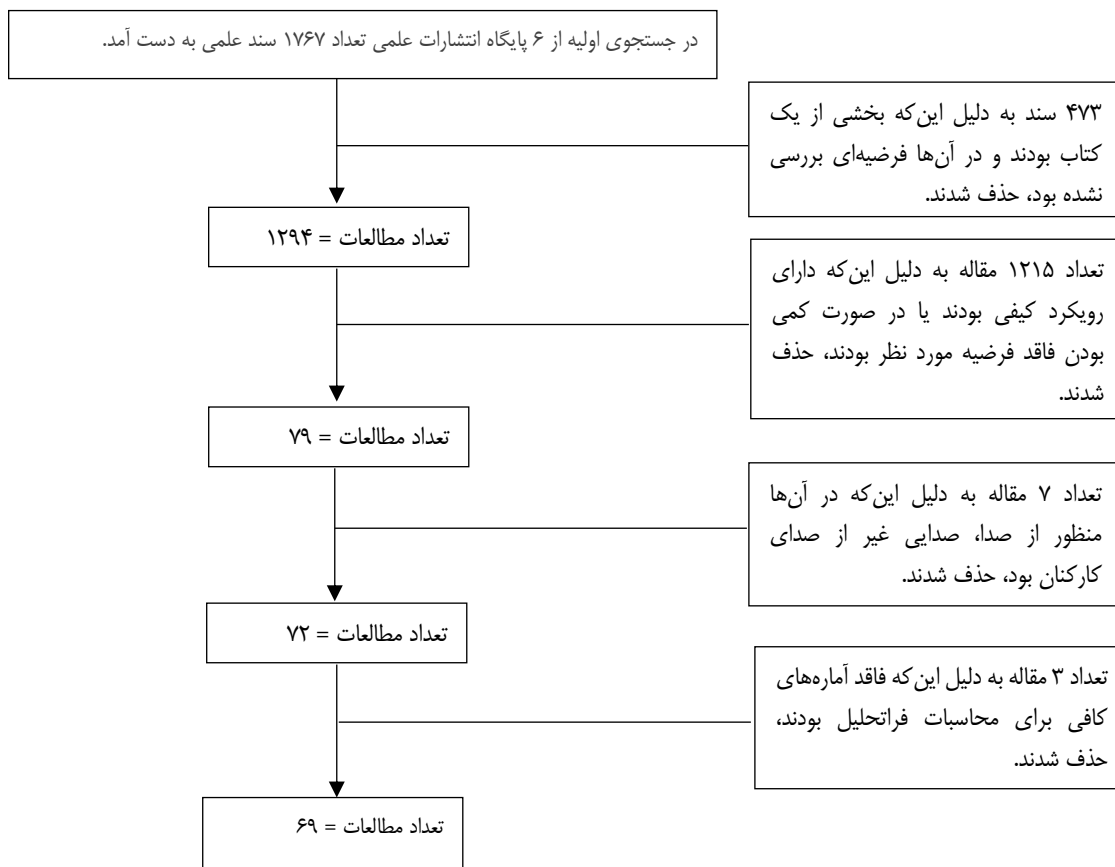 در جستجوی اولیه از ۶ پایگاه انتشارات علمی تعداد ۱۷۶۷ سند علمی به دست آمد.
۴۷۳ سند به دلیل این‌که بخشی از یک
کتاب بودند و در آن‌ها فرضیه‌ای بررسی
نشده بود، حذف شدند.
تعداد مطالعات = ۱۲۹۴
تعداد ۱۲۱۵ مقاله به دلیل این‌که دارای
رویکرد کیفی بودند یا در صورت کمی
بودن فاقد فرضیه مورد نظر بودند، حذف
شدند.
تعداد مطالعات = ۷۹
تعداد ۷ مقاله به دلیل این‌که در آن‌ها
منظور از صدا، صدایی غیر از صدای
کارکنان بود، حذف شدند.
تعداد مطالعات = ۷۲
تعداد ۳ مقاله به دلیل این‌که فاقد آماره‌های
کافی برای محاسبات فراتحلیل بودند،
حذف شدند.
تعداد مطالعات = ۶۹